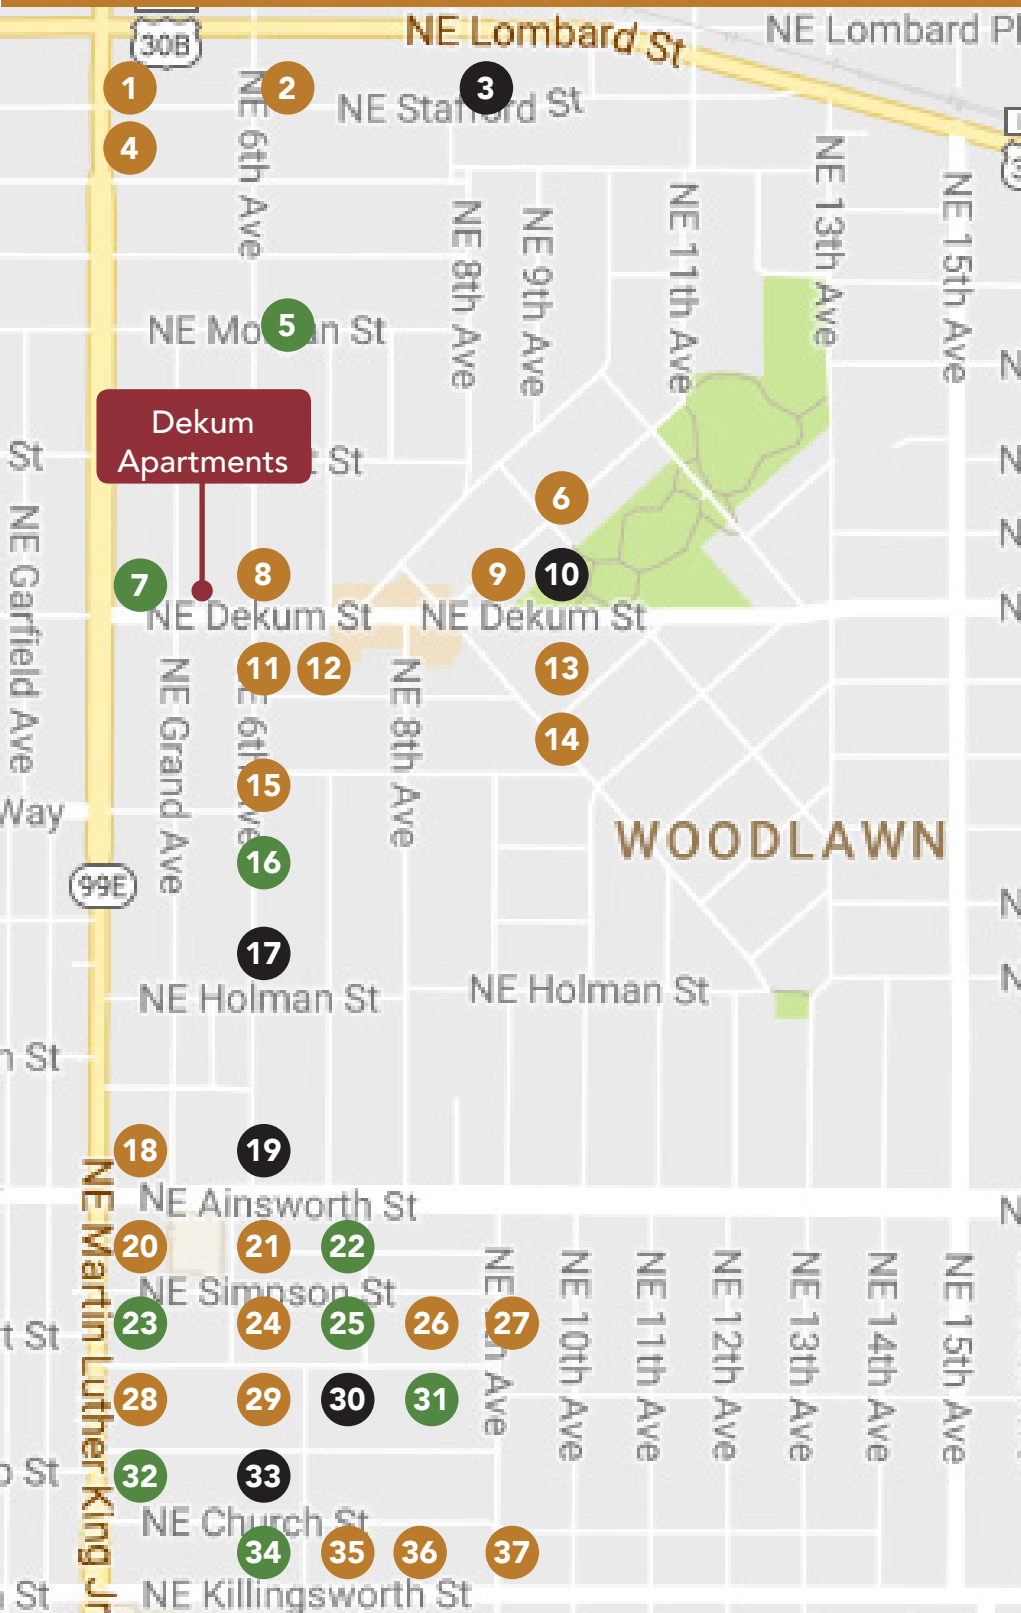 30B
NE Lombard St
NE Lombard Pl
1
2
3
NE Stafford St
4
NE 6th Ave
NE 8th Ave
NE 9th Ave
NE 11th Ave
NE 13th Ave
NE 15th Ave
5
NE Mo n St
N
Dekum
Apartments
St
St
N
NE Garfield Ave
6
N
7
8
9
10
NE Dekum St
NE Dekum St
N
11
12
13
NE Grand Ave
NE 6th Ave
NE 8th Ave
14
15
Way
WOODLAWN
16
99E
N
17
NE Holman St
NE Holman St
N
n St
18
19
NE Martin Luther King Jr
NE Ainsworth St
N
20
21
22
NE Simpson St
NE Ave
NE 10th Ave
NE 11th Ave
NE 12th Ave
NE 13th Ave
NE 14th Ave
NE 15th Ave
23
24
25
26
27
t St
28
29
30
31
32
33
St
NE Church St
34
35
36
37
St
NE Killingsworth St